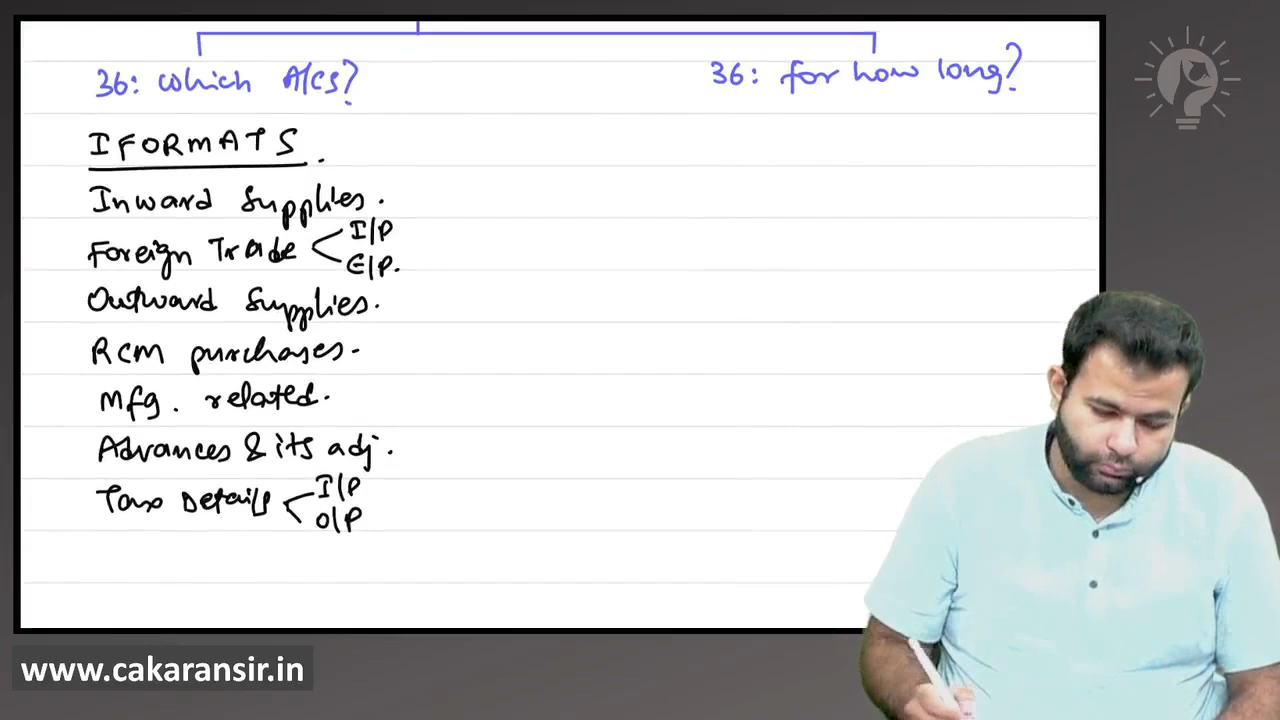 36: which A/cs?
36: for how long?
IFORMATS.
Inward Supplies.
Foreign Trade < I/P
E/P.
Outward Supplies.
RCM purchases.
Mfg. related.
Advances & its adj.
Tax Details < I/P
O/P
www.cakaransir.in